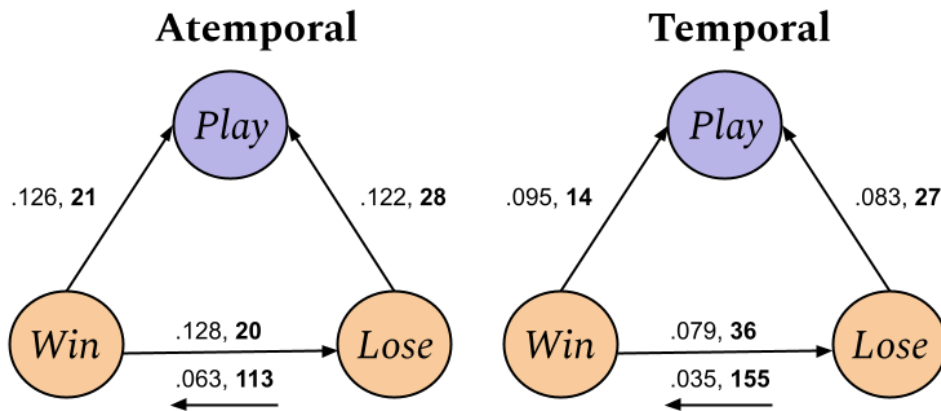 Atemporal
Play
.126, 21
.122, 28
Win
.128, 20
Lose
.063, 113
Temporal
Play
.095, 14
.083, 27
Win
.079, 36
Lose
.035, 155